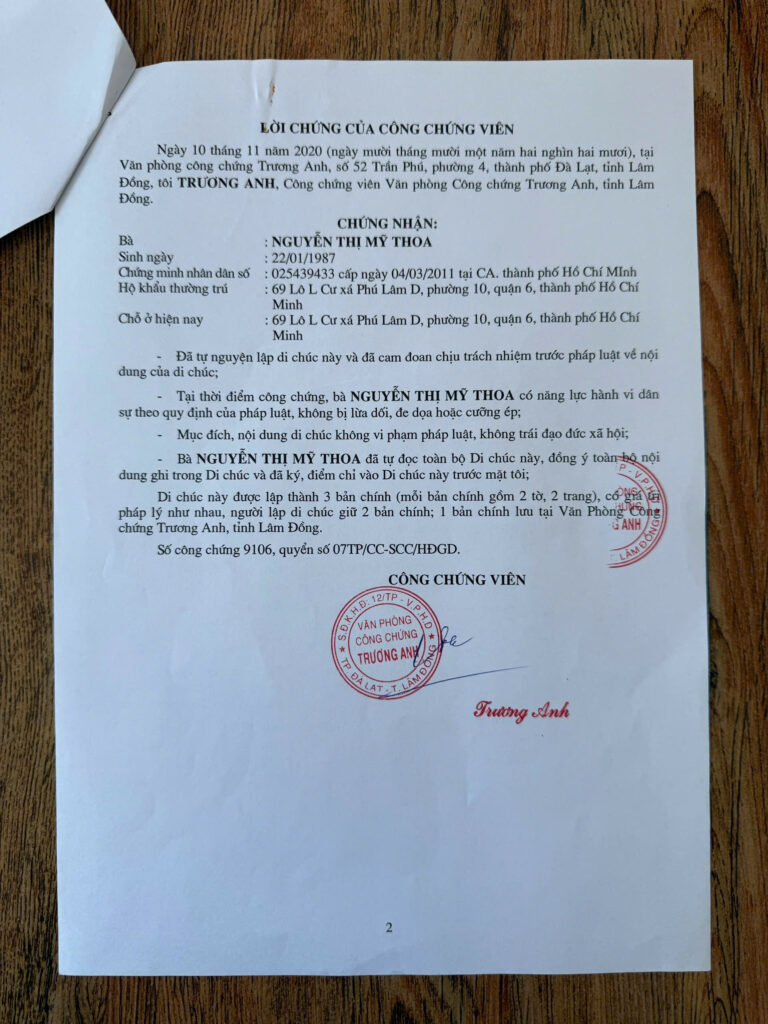 LỜI CHỨNG CỦA CÔNG CHỨNG VIÊN
Ngày 10 tháng 11 năm 2020 (ngày mười tháng mười một năm hai nghìn hai mươi), tại
Văn phòng công chứng Trương Anh, số 52 Trần Phú, phường 4, thành phố Đà Lạt, tỉnh Lâm
Đồng, tôi TRƯƠNG ANH, Công chứng viên Văn phòng Công chứng Trương Anh, tỉnh Lâm
Đồng.
CHỨNG NHẬN:
Bà : NGUYỄN THỊ MỸ THOA
Sinh ngày : 22/01/1987
Chứng minh nhân dân số : 025439433 cấp ngày 04/03/2011 tại CA. thành phố Hồ Chí MInh
Hộ khẩu thường trú : 69 Lô L Cư xá Phú Lâm D, phường 10, quận 6, thành phố Hồ Chí
Minh
Chỗ ở hiện nay : 69 Lô L Cư xá Phú Lâm D, phường 10, quận 6, thành phố Hồ Chí
Minh
- Đã tự nguyện lập di chúc này và đã cam đoan chịu trách nhiệm trước pháp luật về nội
dung của di chúc;
- Tại thời điểm công chứng, bà NGUYỄN THỊ MỸ THOA có năng lực hành vi dân
sự theo quy định của pháp luật, không bị lừa dối, đe dọa hoặc cưỡng ép;
- Mục đích, nội dung di chúc không vi phạm pháp luật, không trái đạo đức xã hội;
- Bà NGUYỄN THỊ MỸ THOA đã tự đọc toàn bộ Di chúc này, đồng ý toàn bộ nội
dung ghi trong Di chúc và đã ký, điểm chỉ vào Di chúc này trước mặt tôi;
Di chúc này được lập thành 3 bản chính (mỗi bản chính gồm 2 tờ, 2 trang), có giá trị
pháp lý như nhau, người lập di chúc giữ 2 bản chính; 1 bản chính lưu tại Văn Phòng Công
chứng Trương Anh, tỉnh Lâm Đồng.
Số công chứng 9106, quyển số 07TP/CC-SCC/HĐGD.
P - V.P.H.D
ANH
T. LÂM ĐỒNG
CÔNG CHỨNG VIÊN
S.Đ.K.H.Đ: 12/TP - V.P.H.D
VĂN PHÒNG
CÔNG CHỨNG
TRƯƠNG ANH
TP ĐÀ LẠT - T. LÂM ĐỒNG
Trương Anh
2